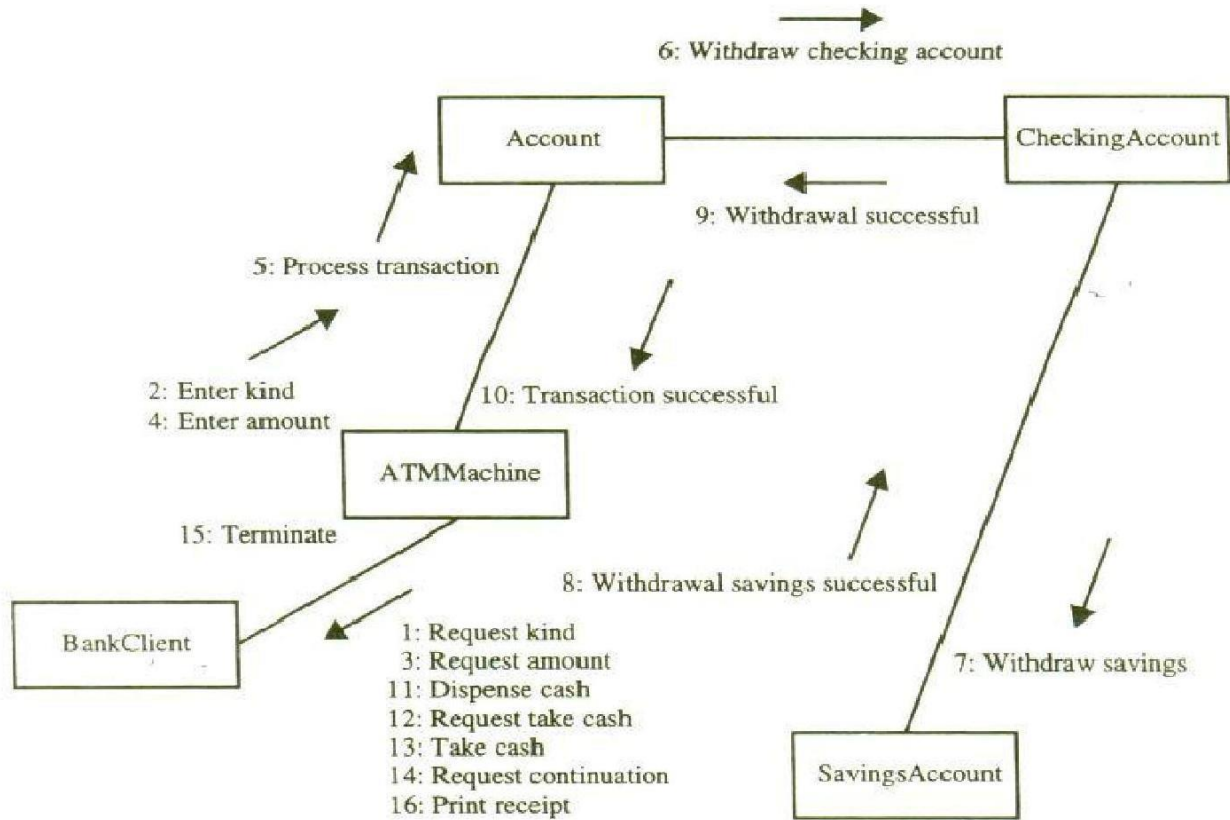 6: Withdraw checking account
Account
CheckingAccount
9: Withdrawal successful
5: Process transaction
2: Enter kind
4: Enter amount
10: Transaction successful
ATMMachine
15: Terminate
8: Withdrawal savings successful
BankClient
1: Request kind
3: Request amount
11: Dispense cash
12: Request take cash
13: Take cash
14: Request continuation
16: Print receipt
7: Withdraw savings
SavingsAccount